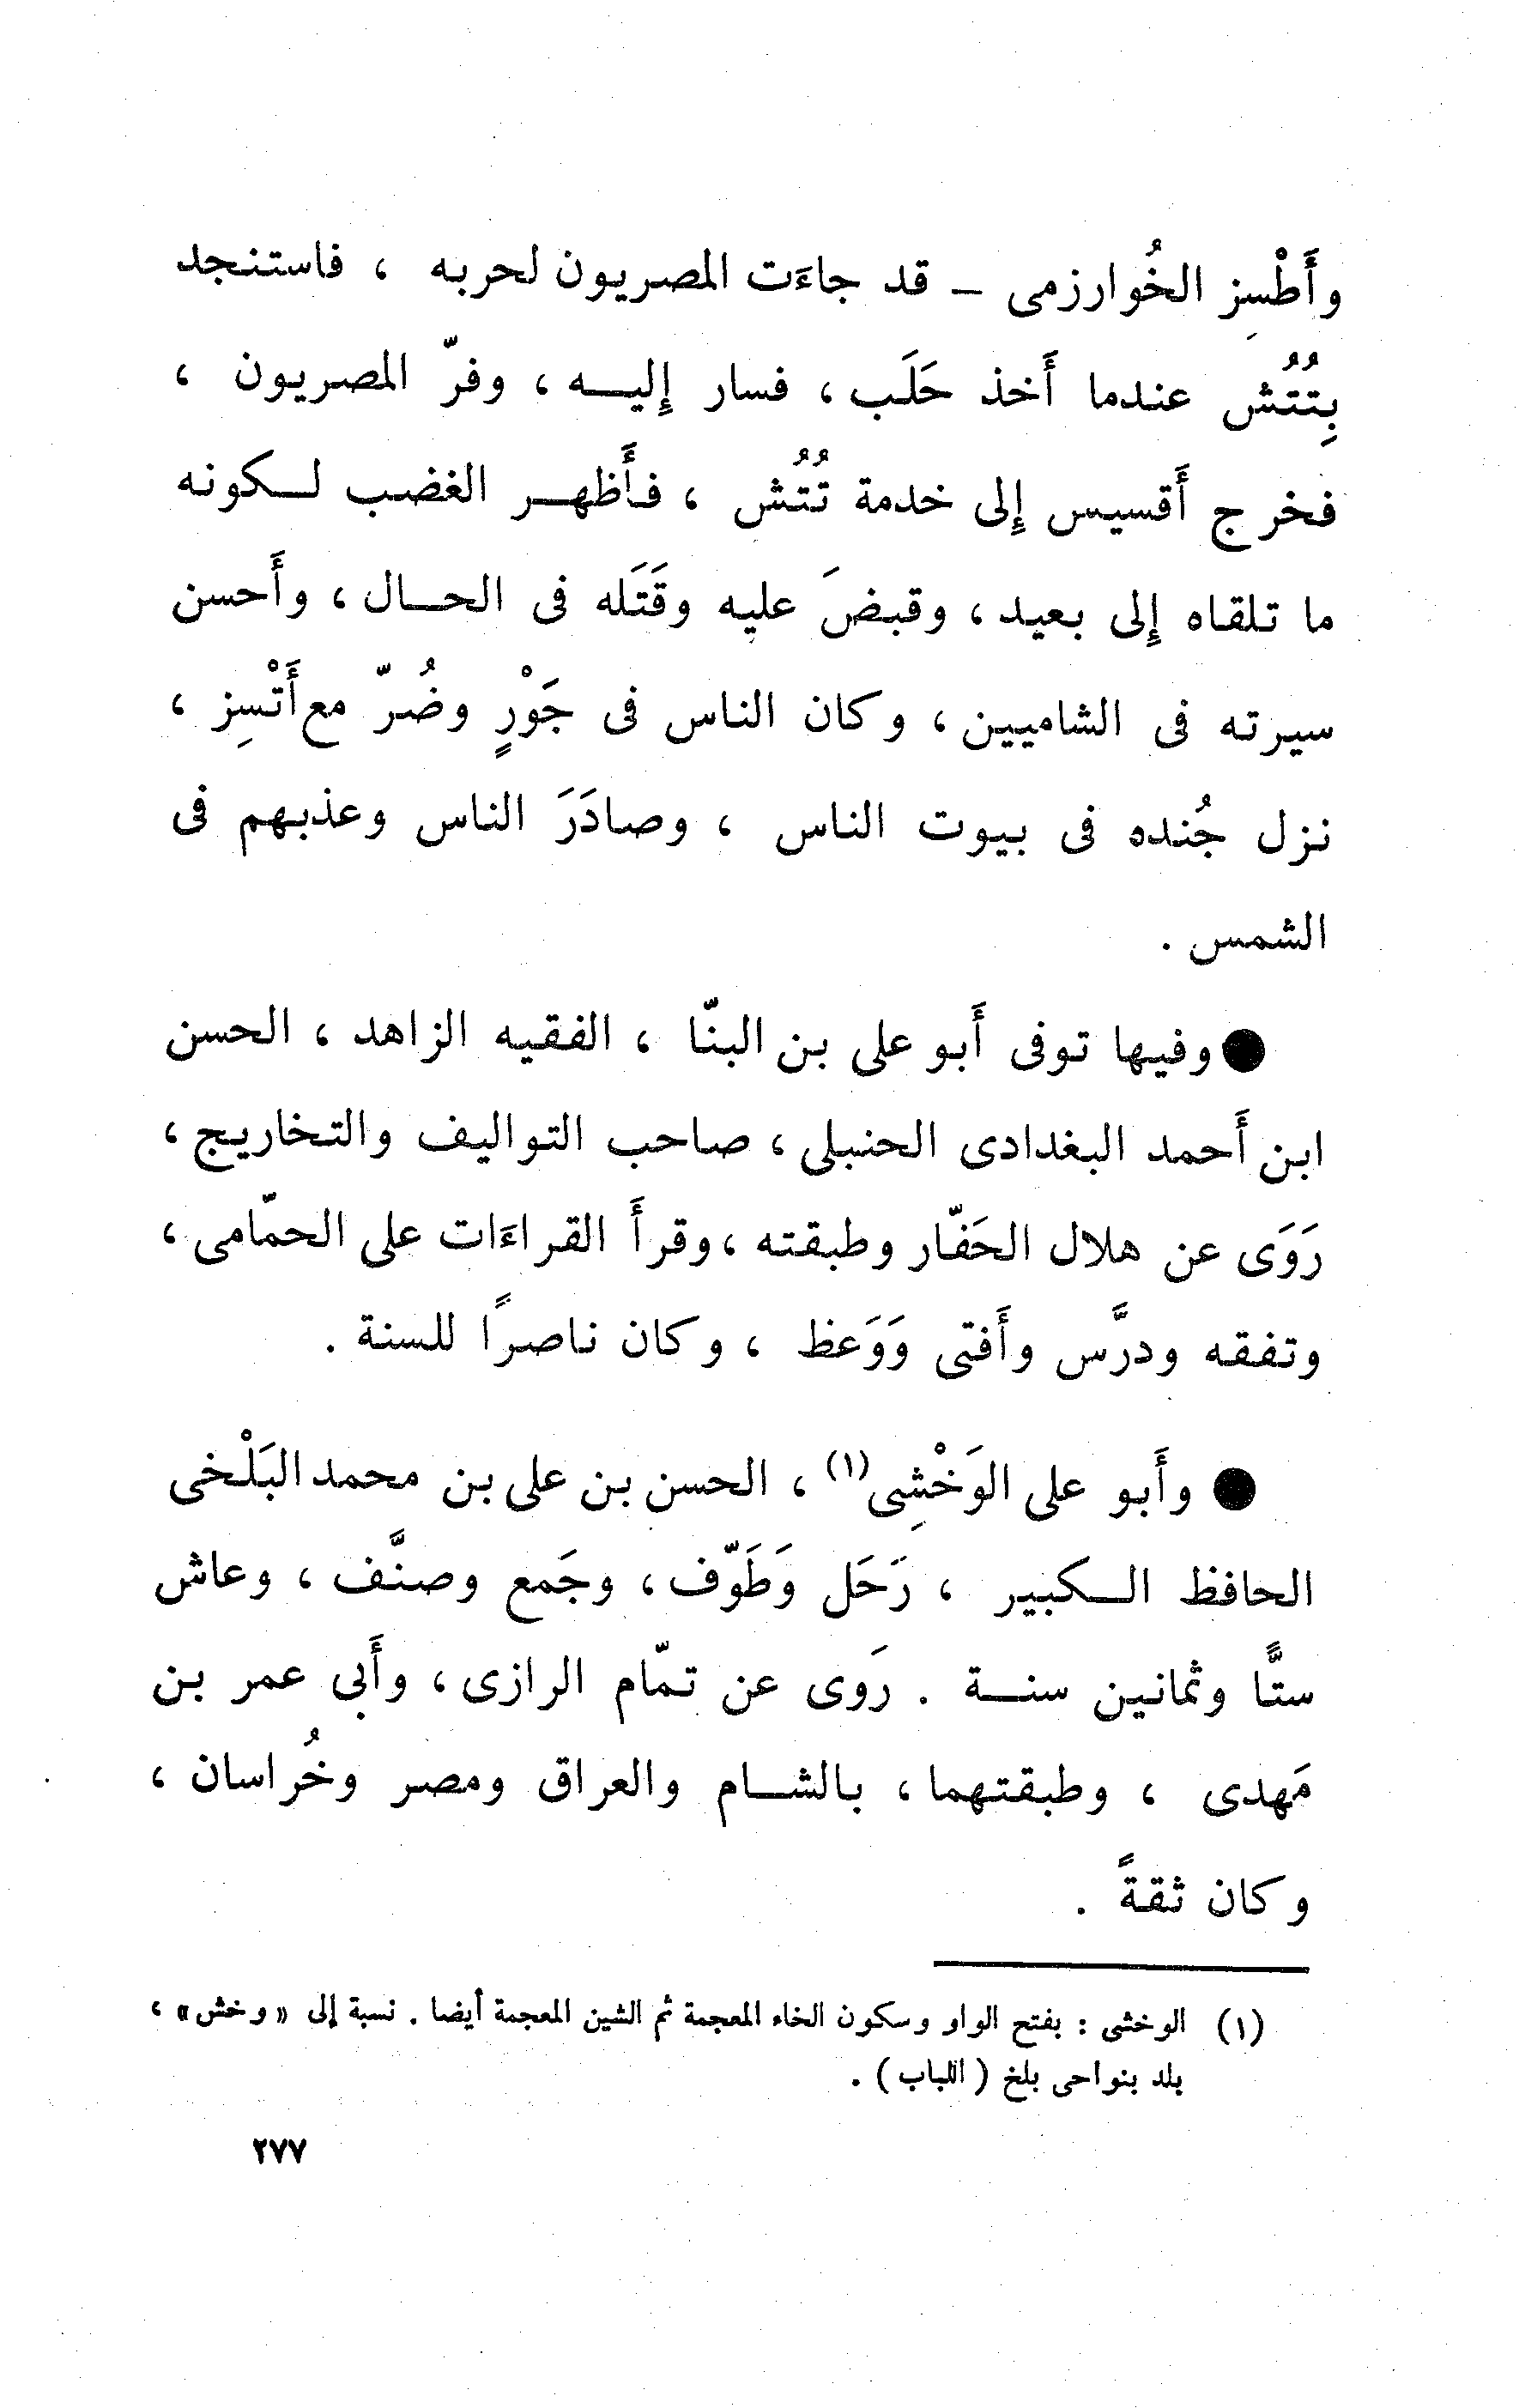 وأَطْسِز الخُوارزمى – قد جاءَت المصريون لحربه ، فاستنجد
بِتُتُش عندما أَخذ حَلَب ، فسار إِليـــه ، وفرّ المصريون ،
فخرج أَقسيس إِلى خدمة تُتُش ، فأَظهـر الغضب لـكونه
ما تلقاه إِلى بعيد ، وقبضَ عليه وقَتَله فى الحـال ، وأَحسن
سيرته فى الشاميين ، وكان الناس فى جَوْرٍ وضُرّ مع أَتْسِز ،
نزل جُنده فى بيوت الناس ، وصادَرَ الناس وعذبهم فى
الشمس .
● وفيها توفى أَبو على بن البنّا ، الفقيه الزاهد ، الحسن
ابن أَحمد البغدادى الحنبلى ، صاحب التواليف والتخاريج ،
رَوَى عن هلال الحَفّار وطبقته ، وقرأَ القراءَات على الحمّامى ،
وتفقه ودرَّس وأَفتى وَوَعظ ، وكان ناصرًا للسنة .
● وأَبو على الوَخْشِى(١) ، الحسن بن على بن محمد البَلْخى
الحافظ الـكبير ، رَحَل وَطَوّف ، وجَمع وصنَّف ، وعاش
ستًّا وثمانين سنـــة . رَوى عن تمّام الرازى ، وأَبى عمر بن
مَهدى ، وطبقتهما ، بالشـام والعراق ومصر وخُراسان ،
وكان ثقةً .
(١) الوخشى : بفتح الواو وسكون الخاء المعجمة ثم الشين المعجمة أيضا . نسبة إلى « وخش » ،
بلد بنواحى بلخ ( اللباب ) .
٢٧٧